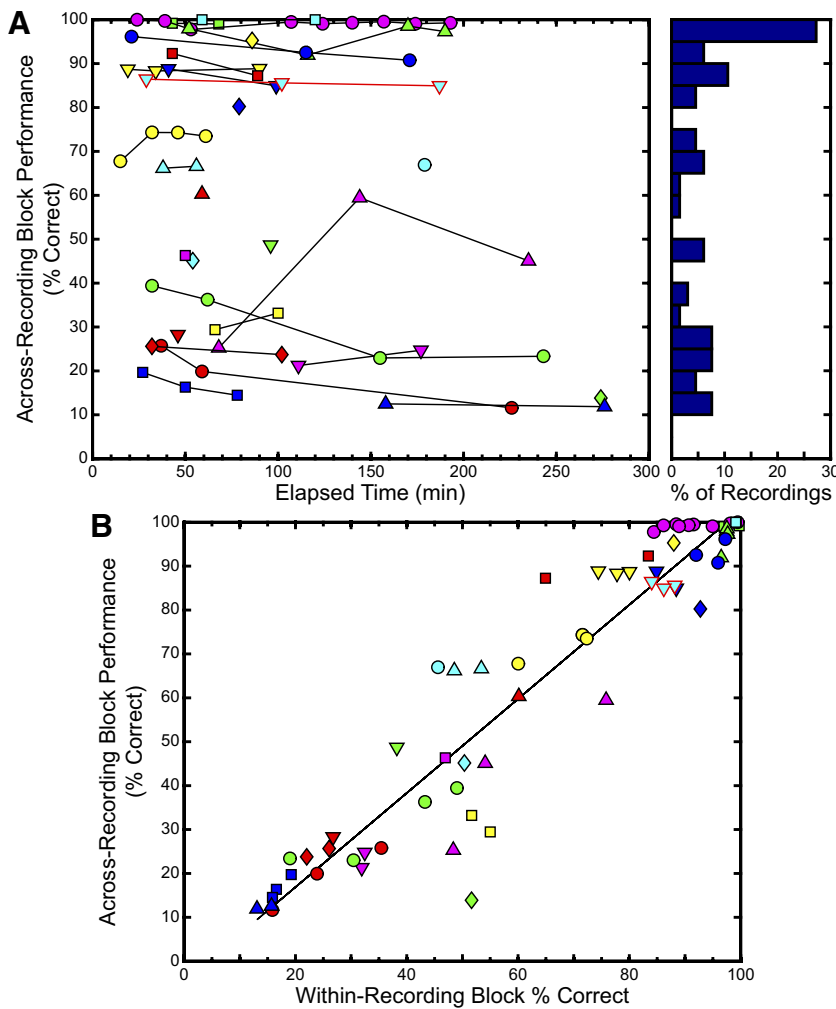 A
Across-Recording Block Performance
(% Correct)
100
90
80
70
60
50
40
30
20
10
0
0 50 100 150 200 250 300
Elapsed Time (min)
0 10 20 30
% of Recordings
B
Across-Recording Block Performance
(% Correct)
100
90
80
70
60
50
40
30
20
10
0
0 20 40 60 80 100
Within-Recording Block % Correct